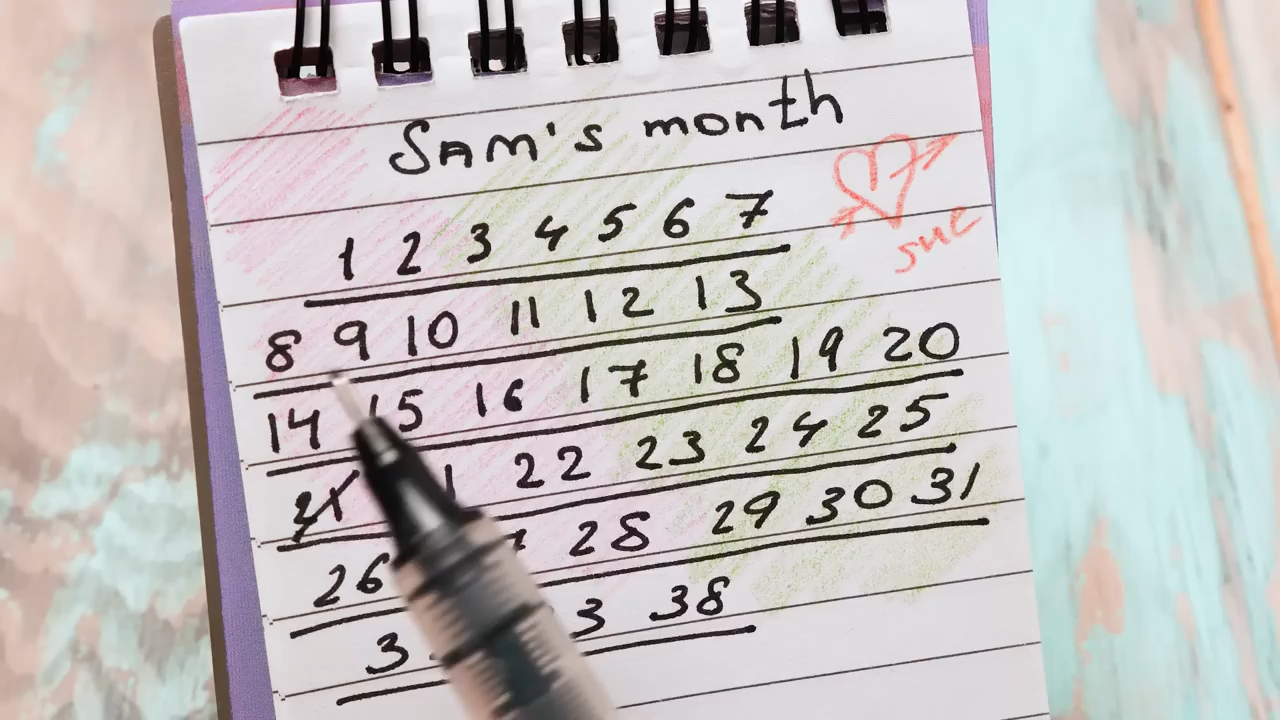 SAM's month
suc
1 2 3 4 5 6 7
8 9 10 11 12 13
14 15 16 17 18 19 20
22 23 24 25
26 28 29 30 31
38